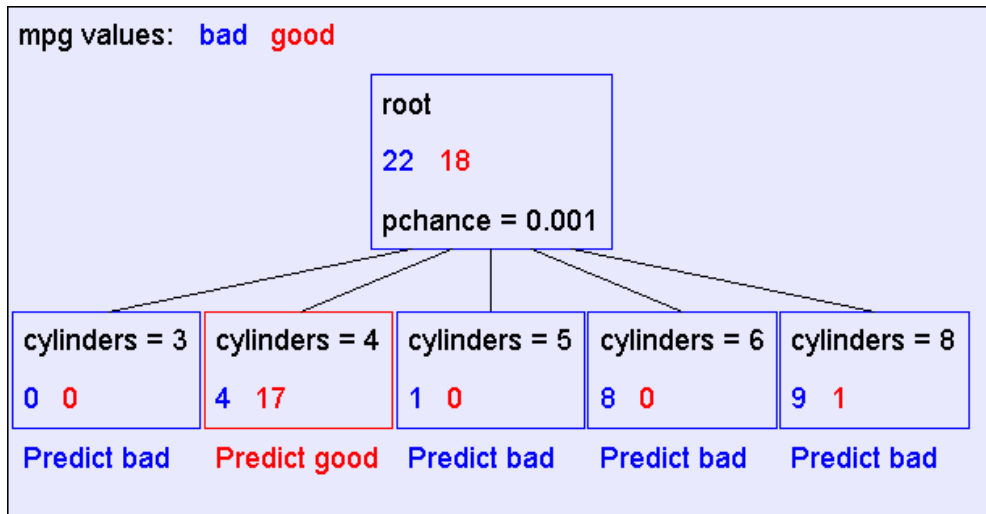 mpg values: bad good
root
22 18
pchance = 0.001
cylinders = 3
0 0
Predict bad
cylinders = 4
4 17
Predict good
cylinders = 5
1 0
Predict bad
cylinders = 6
8 0
Predict bad
cylinders = 8
9 1
Predict bad